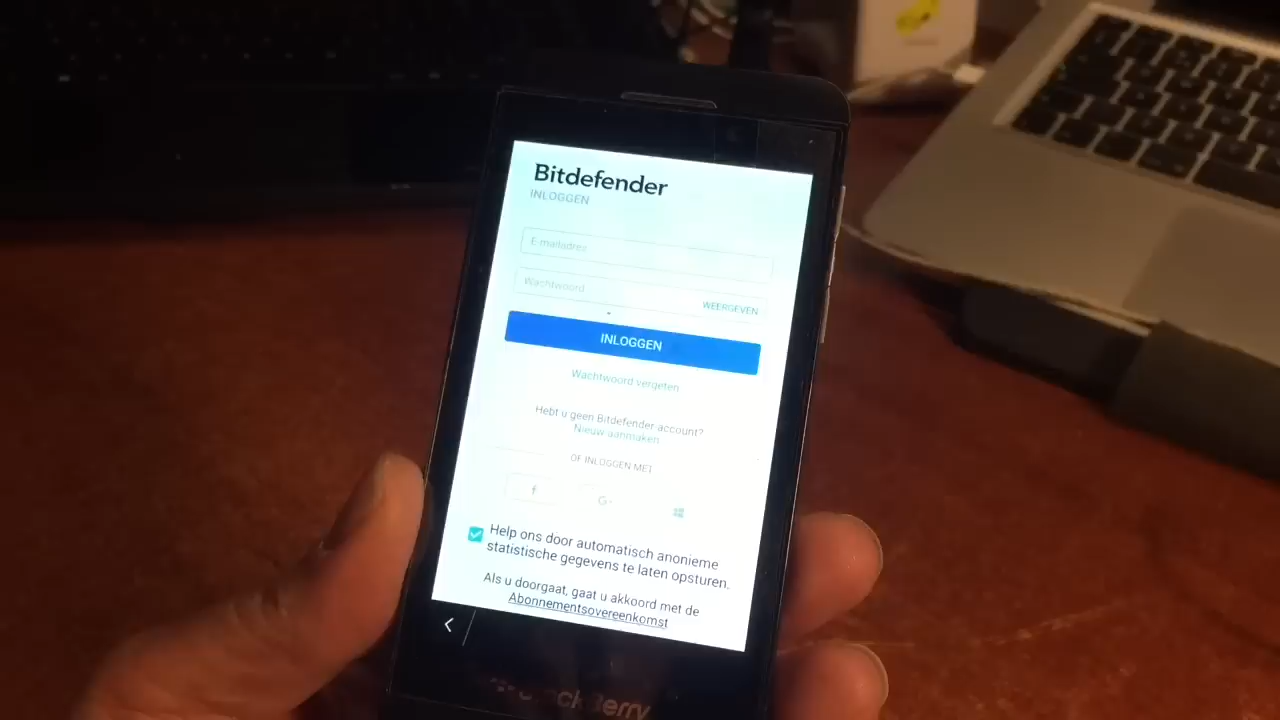 Bitdefender
INLOGGEN
E-mailadres
Wachtwoord WEERGEVEN
INLOGGEN
Wachtwoord vergeten
Hebt u geen Bitdefender account?
Nieuw aanmaken
OF INLOGGEN MET
f G+
Help ons door automatisch anonieme
statistische gegevens te laten opsturen.
Als u doorgaat, gaat u akkoord met de
Abonnementsovereenkomst
BlackBerry